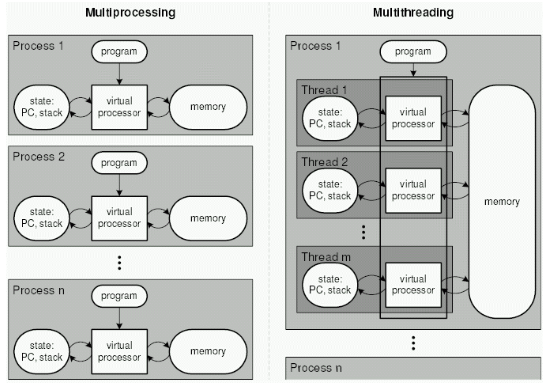 Multiprocessing
Process 1
program
state:
PC, stack
virtual
processor
memory
Process 2
program
state:
PC, stack
virtual
processor
memory
Process n
program
state:
PC, stack
virtual
processor
memory
Multithreading
Process 1
program
Thread 1
state:
PC, stack
virtual
processor
Thread 2
state:
PC, stack
virtual
processor
memory
Thread m
state:
PC, stack
virtual
processor
Process n